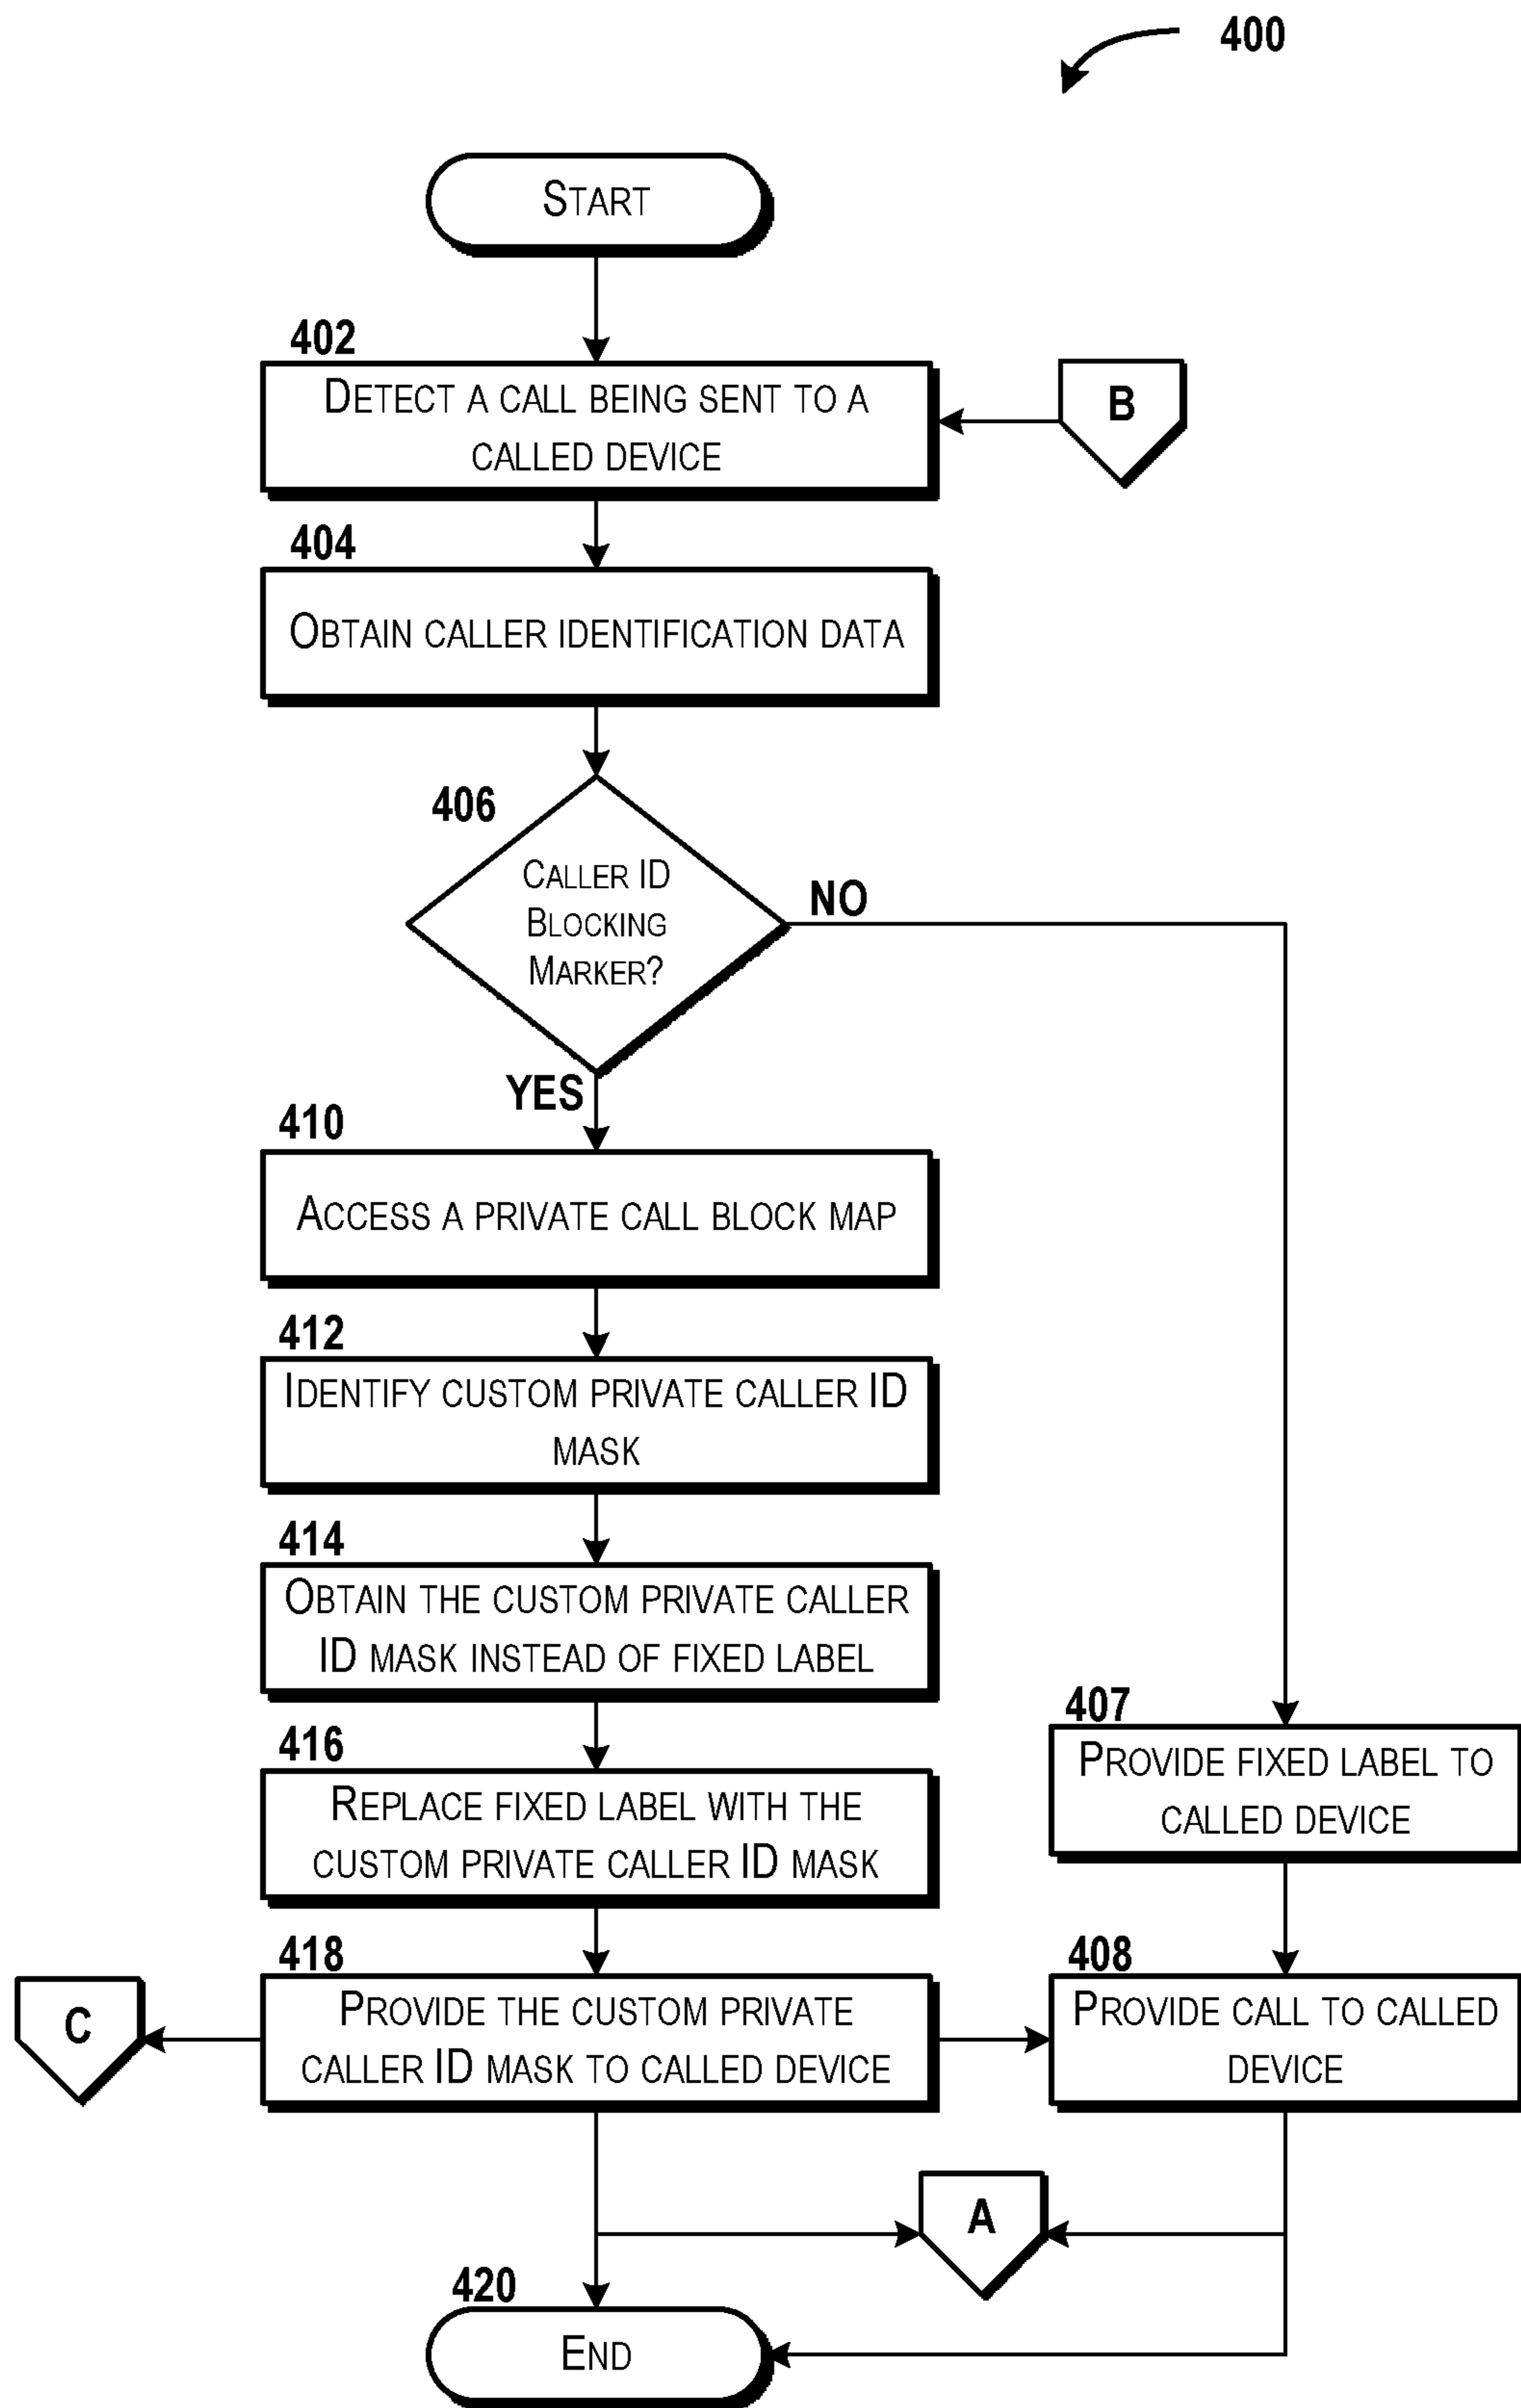 400
START
402
DETECT A CALL BEING SENT TO A
CALLED DEVICE
B
404
OBTAIN CALLER IDENTIFICATION DATA
406
CALLER ID
BLOCKING
MARKER?
NO
YES
410
ACCESS A PRIVATE CALL BLOCK MAP
412
IDENTIFY CUSTOM PRIVATE CALLER ID
MASK
414
OBTAIN THE CUSTOM PRIVATE CALLER
ID MASK INSTEAD OF FIXED LABEL
407
PROVIDE FIXED LABEL TO
CALLED DEVICE
416
REPLACE FIXED LABEL WITH THE
CUSTOM PRIVATE CALLER ID MASK
418
PROVIDE THE CUSTOM PRIVATE
CALLER ID MASK TO CALLED DEVICE
C
408
PROVIDE CALL TO CALLED
DEVICE
A
420
END